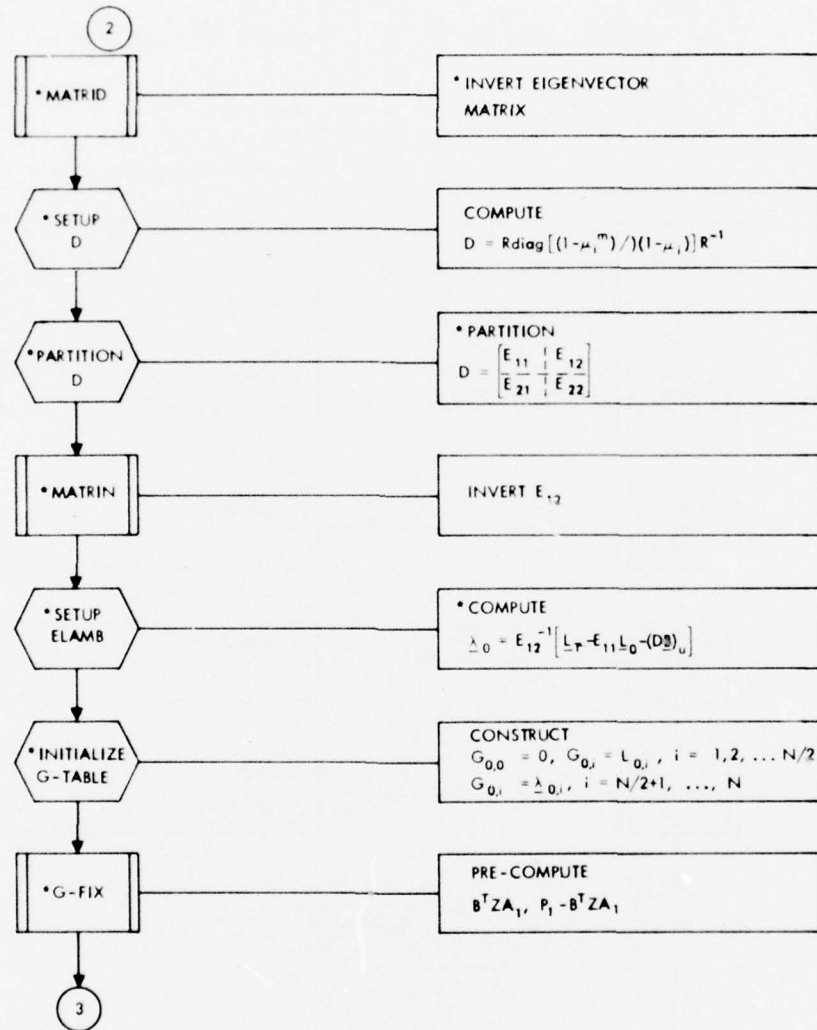 2
* MATRID
* INVERT EIGENVECTOR
MATRIX
* SETUP
D
COMPUTE
D = Rdiag [(1-μᵢᵐ)/)(1-μᵢ)] R⁻¹
* PARTITION
D
* PARTITION
D = [E₁₁ ¦ E₁₂
E₂₁ ¦ E₂₂]
* MATRIN
INVERT E₁₂
* SETUP
ELAMB
* COMPUTE
λ₀ = E₁₂⁻¹ [L_T-E₁₁L₀-(D)ᵤ]
* INITIALIZE
G-TABLE
CONSTRUCT
G₀,₀ = 0, G₀,ᵢ = L₀,ᵢ , i = 1,2, ... N/2
G₀,ᵢ = λ₀,ᵢ, i = N/2+1, ..., N
* G-FIX
PRE-COMPUTE
BᵀZA₁, P₁-BᵀZA₁
3